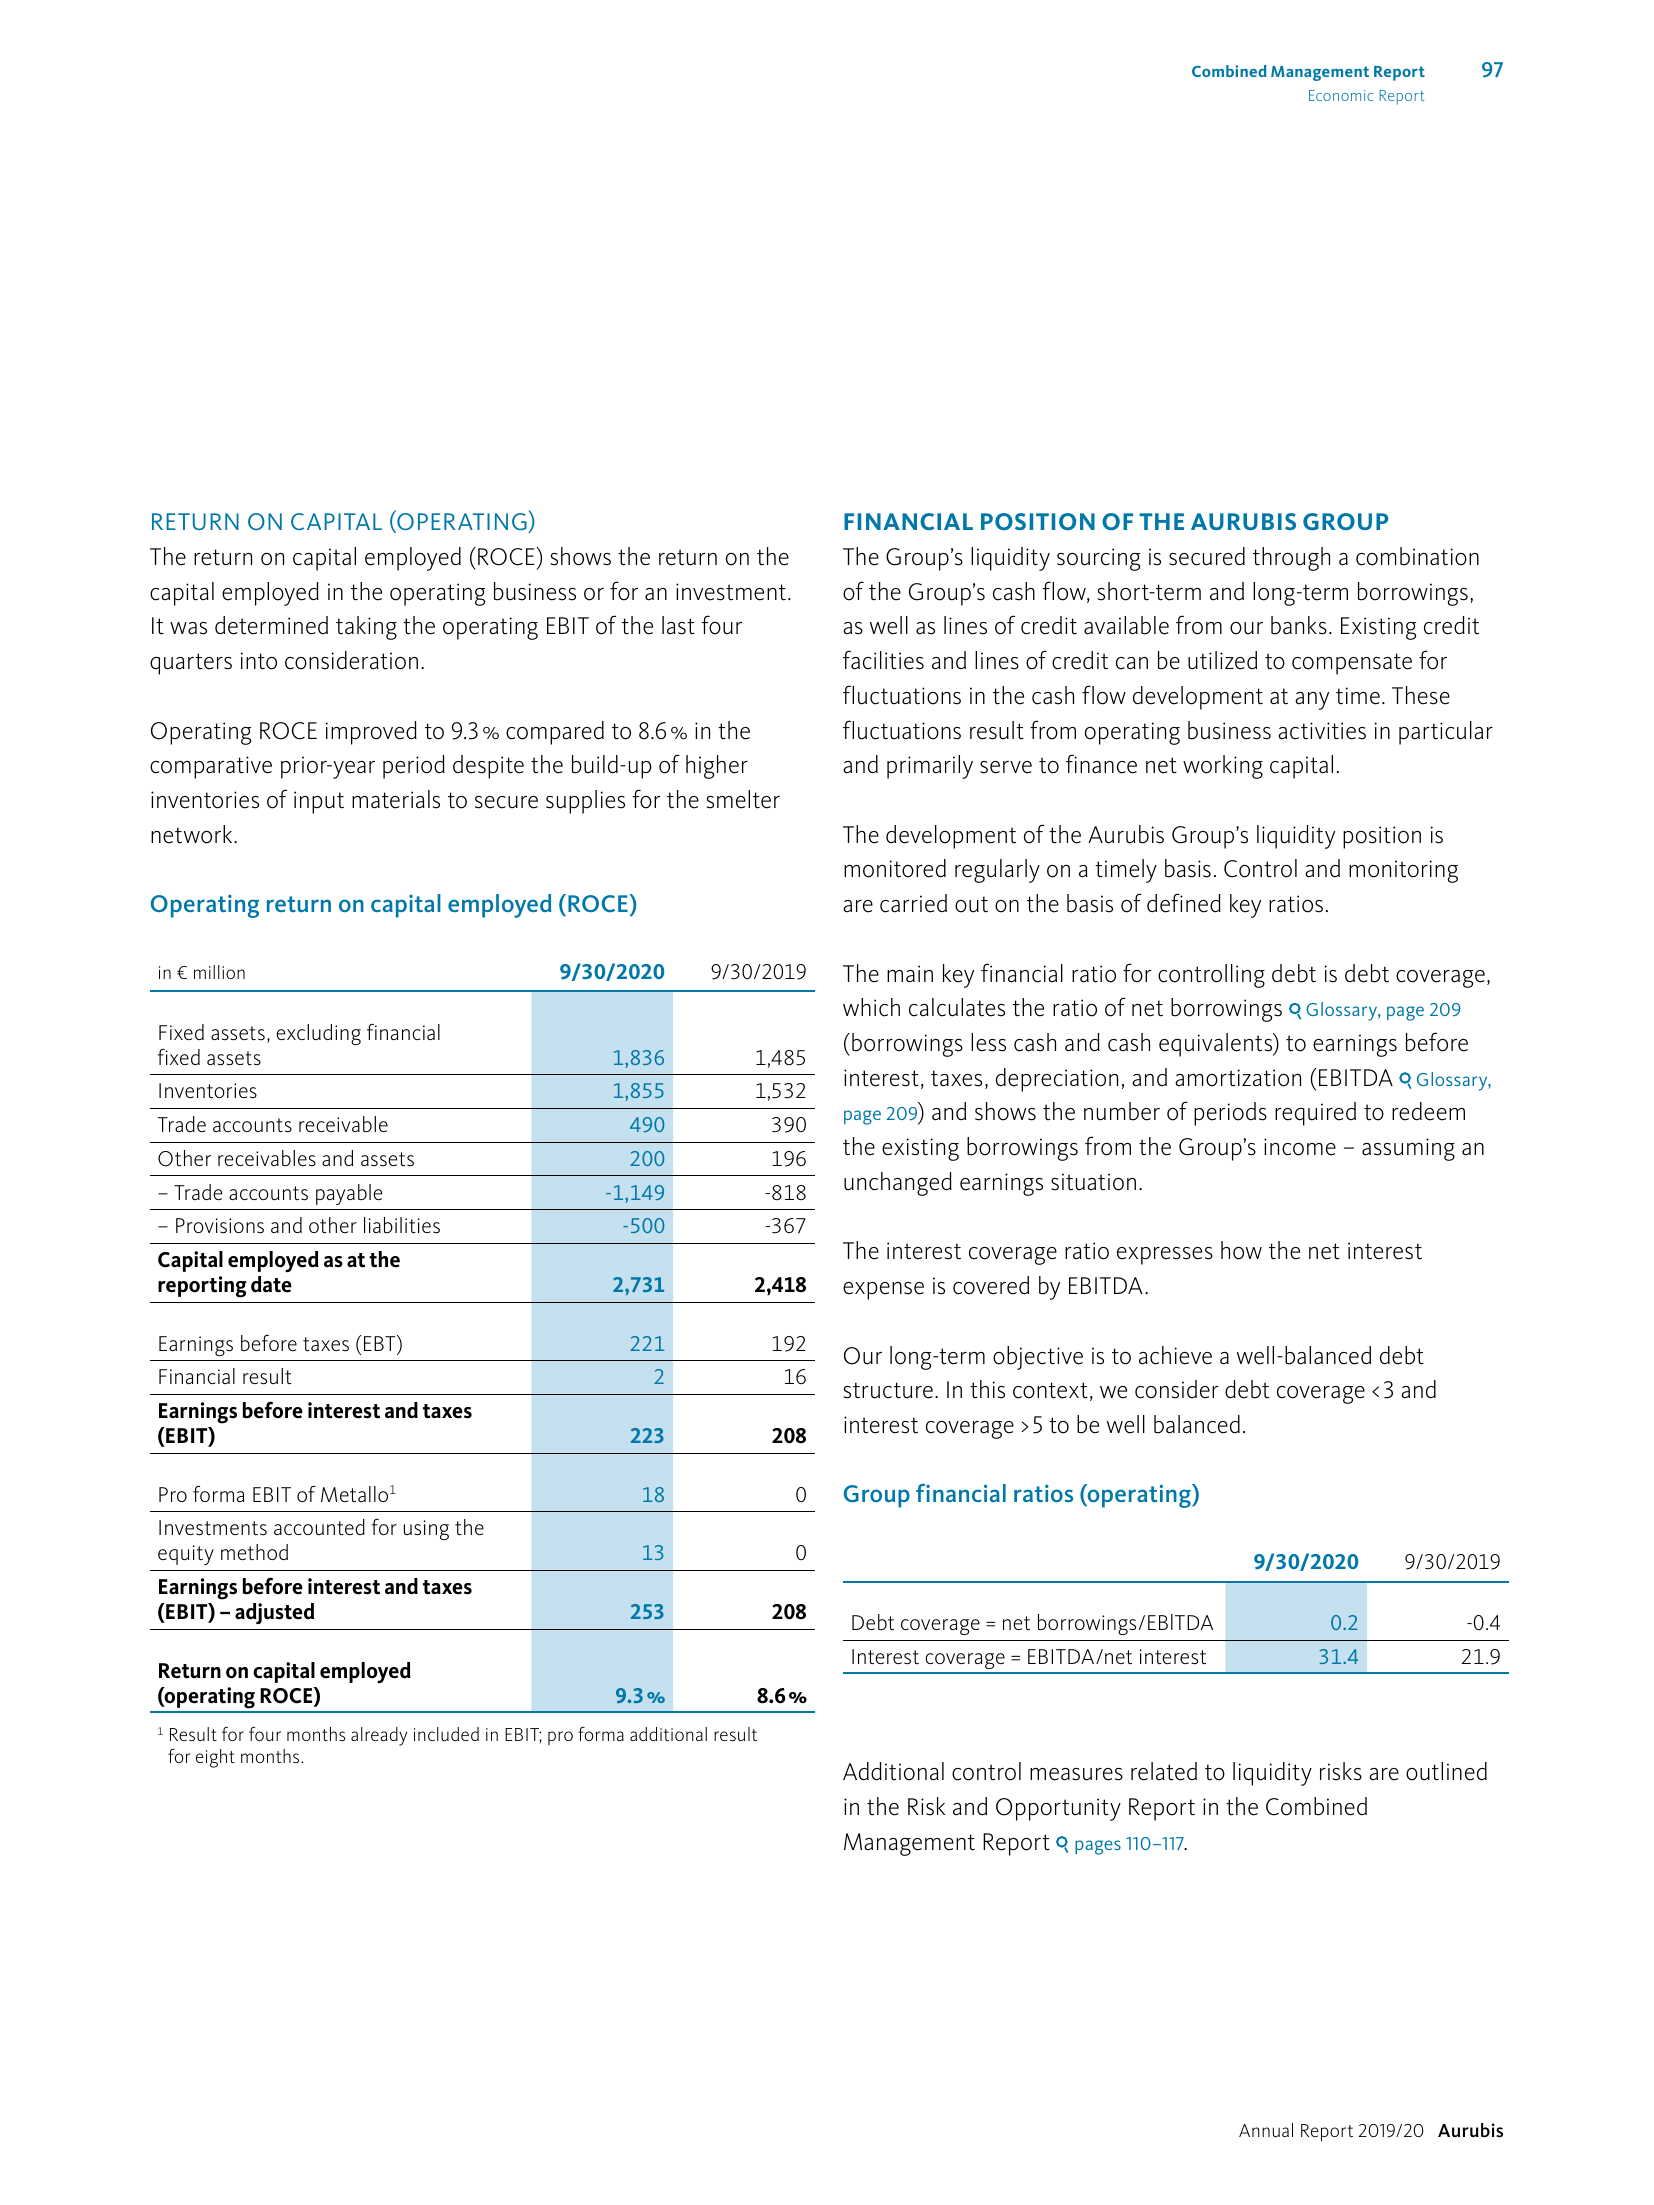 Combined Management Report 97
Economic Report
RETURN ON CAPITAL (OPERATING)
The return on capital employed (ROCE) shows the return on the
capital employed in the operating business or for an investment.
It was determined taking the operating EBIT of the last four
quarters into consideration.
Operating ROCE improved to 9.3 % compared to 8.6 % in the
comparative prior-year period despite the build-up of higher
inventories of input materials to secure supplies for the smelter
network.
Operating return on capital employed (ROCE)
in € million 9/30/2020 9/30/2019
Fixed assets, excluding financial
fixed assets 1,836 1,485
Inventories 1,855 1,532
Trade accounts receivable 490 390
Other receivables and assets 200 196
– Trade accounts payable -1,149 -818
– Provisions and other liabilities -500 -367
Capital employed as at the
reporting date 2,731 2,418
Earnings before taxes (EBT) 221 192
Financial result 2 16
Earnings before interest and taxes
(EBIT) 223 208
Pro forma EBIT of Metallo¹ 18 0
Investments accounted for using the
equity method 13 0
Earnings before interest and taxes
(EBIT) – adjusted 253 208
Return on capital employed
(operating ROCE) 9.3 % 8.6 %
¹ Result for four months already included in EBIT; pro forma additional result
for eight months.
FINANCIAL POSITION OF THE AURUBIS GROUP
The Group’s liquidity sourcing is secured through a combination
of the Group’s cash flow, short-term and long-term borrowings,
as well as lines of credit available from our banks. Existing credit
facilities and lines of credit can be utilized to compensate for
fluctuations in the cash flow development at any time. These
fluctuations result from operating business activities in particular
and primarily serve to finance net working capital.
The development of the Aurubis Group’s liquidity position is
monitored regularly on a timely basis. Control and monitoring
are carried out on the basis of defined key ratios.
The main key financial ratio for controlling debt is debt coverage,
which calculates the ratio of net borrowings Glossary, page 209
(borrowings less cash and cash equivalents) to earnings before
interest, taxes, depreciation, and amortization (EBITDA Glossary,
page 209) and shows the number of periods required to redeem
the existing borrowings from the Group’s income – assuming an
unchanged earnings situation.
The interest coverage ratio expresses how the net interest
expense is covered by EBITDA.
Our long-term objective is to achieve a well-balanced debt
structure. In this context, we consider debt coverage <3 and
interest coverage >5 to be well balanced.
Group financial ratios (operating)
9/30/2020 9/30/2019
Debt coverage = net borrowings/EBITDA 0.2 -0.4
Interest coverage = EBITDA/net interest 31.4 21.9
Additional control measures related to liquidity risks are outlined
in the Risk and Opportunity Report in the Combined
Management Report pages 110–117.
Annual Report 2019/20 Aurubis